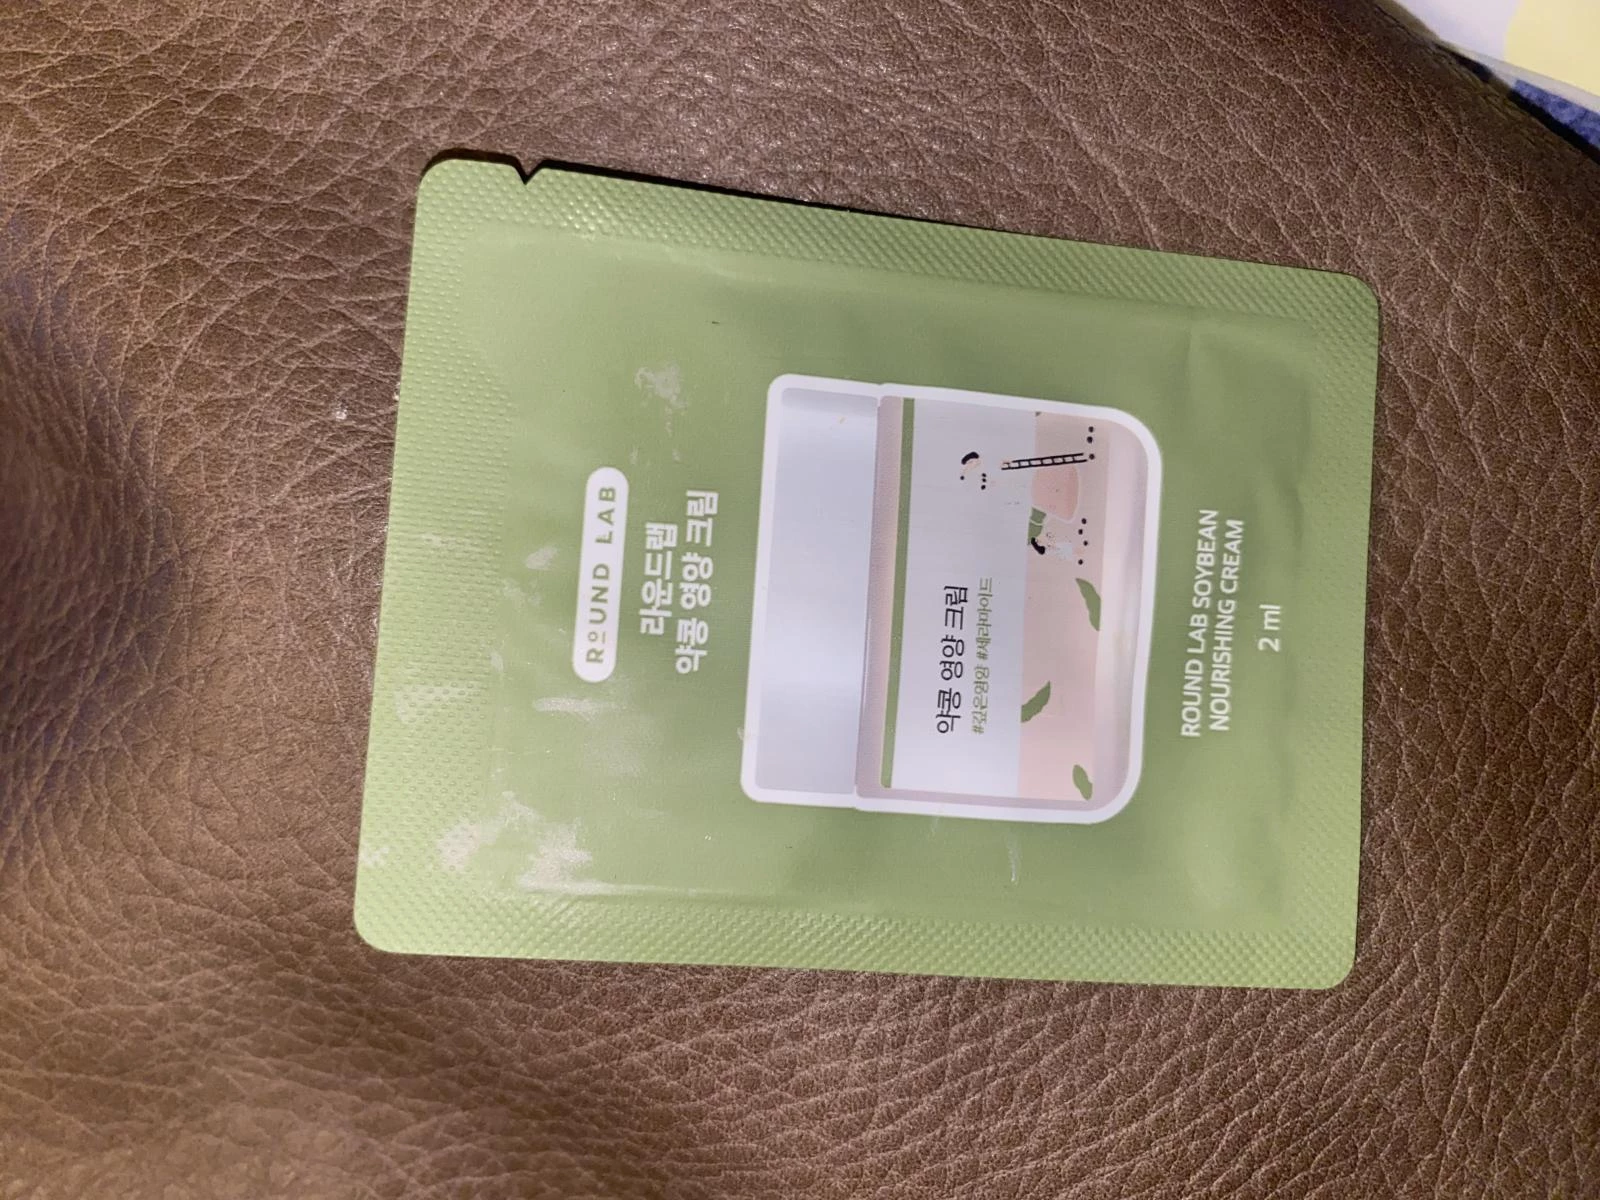 ROUND LAB
라운드랩
약콩 영양 크림
약콩 영양 크림
#깊은영양 #세라마이드
ROUND LAB SOYBEAN
NOURISHING CREAM
2 ml